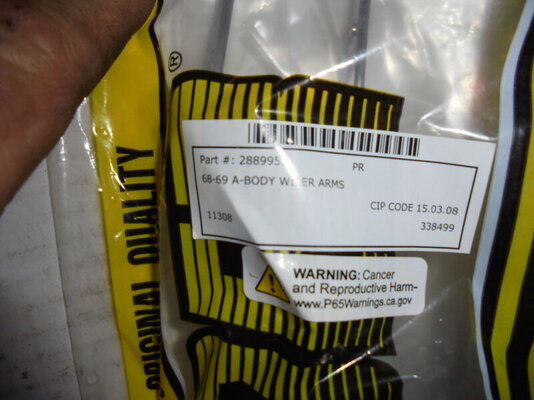 ®
Part #: 2889955
PR
68-69 A-BODY WIPER ARMS
CIP CODE 15.03.08
11308
338499
WARNING: Cancer
and Reproductive Harm-
www.P65Warnings.ca.gov
ORIGINAL QUALITY